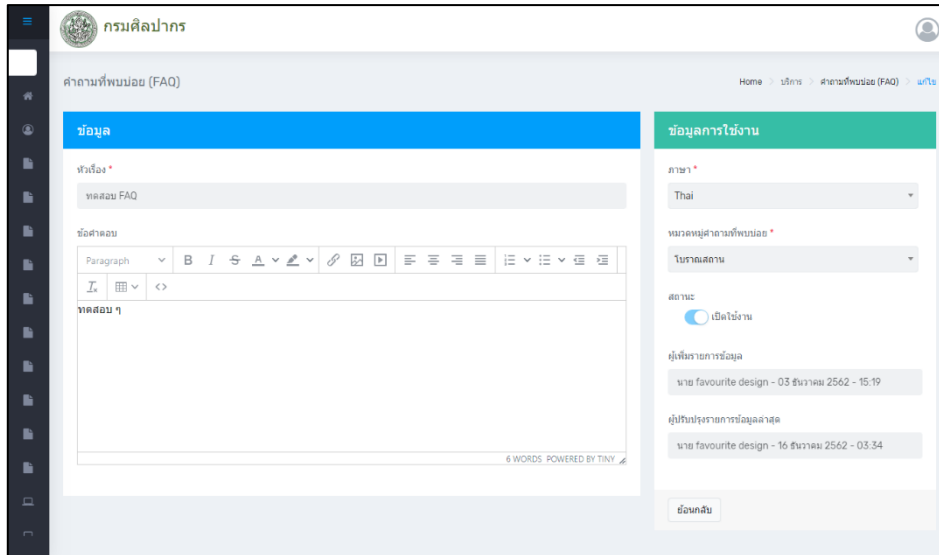 กรมศิลปากร
คำถามที่พบบ่อย (FAQ)
Home > บริการ > คำถามที่พบบ่อย (FAQ) > แก้ไข
ข้อมูล
หัวเรื่อง *
ทดสอบ FAQ
ข้อคำตอบ
Paragraph
ทดสอบ ๆ
6 WORDS POWERED BY TINY
ข้อมูลการใช้งาน
ภาษา *
Thai
หมวดหมู่คำถามที่พบบ่อย *
โบราณสถาน
สถานะ
เปิดใช้งาน
ผู้เพิ่มรายการข้อมูล
นาย favourite design - 03 ธันวาคม 2562 - 15:19
ผู้ปรับปรุงรายการข้อมูลล่าสุด
นาย favourite design - 16 ธันวาคม 2562 - 03:34
ย้อนกลับ